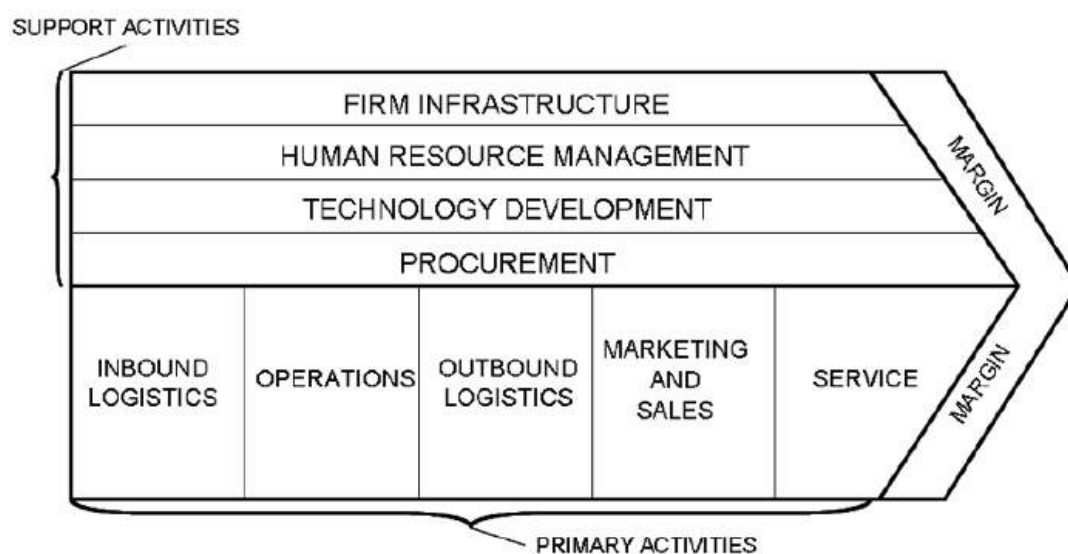 SUPPORT ACTIVITIES
FIRM INFRASTRUCTURE
HUMAN RESOURCE MANAGEMENT
TECHNOLOGY DEVELOPMENT
PROCUREMENT
MARGIN
INBOUND
LOGISTICS
OPERATIONS
OUTBOUND
LOGISTICS
MARKETING
AND
SALES
SERVICE
MARGIN
PRIMARY ACTIVITIES